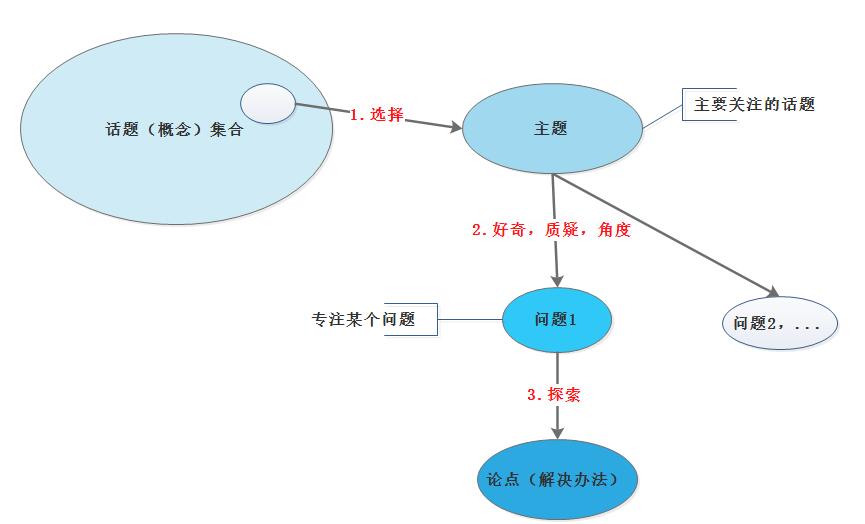 话题（概念）集合
1.选择
主题
主要关注的话题
2.好奇，质疑，角度
专注某个问题
问题1
问题2，...
3.探索
论点（解决办法）